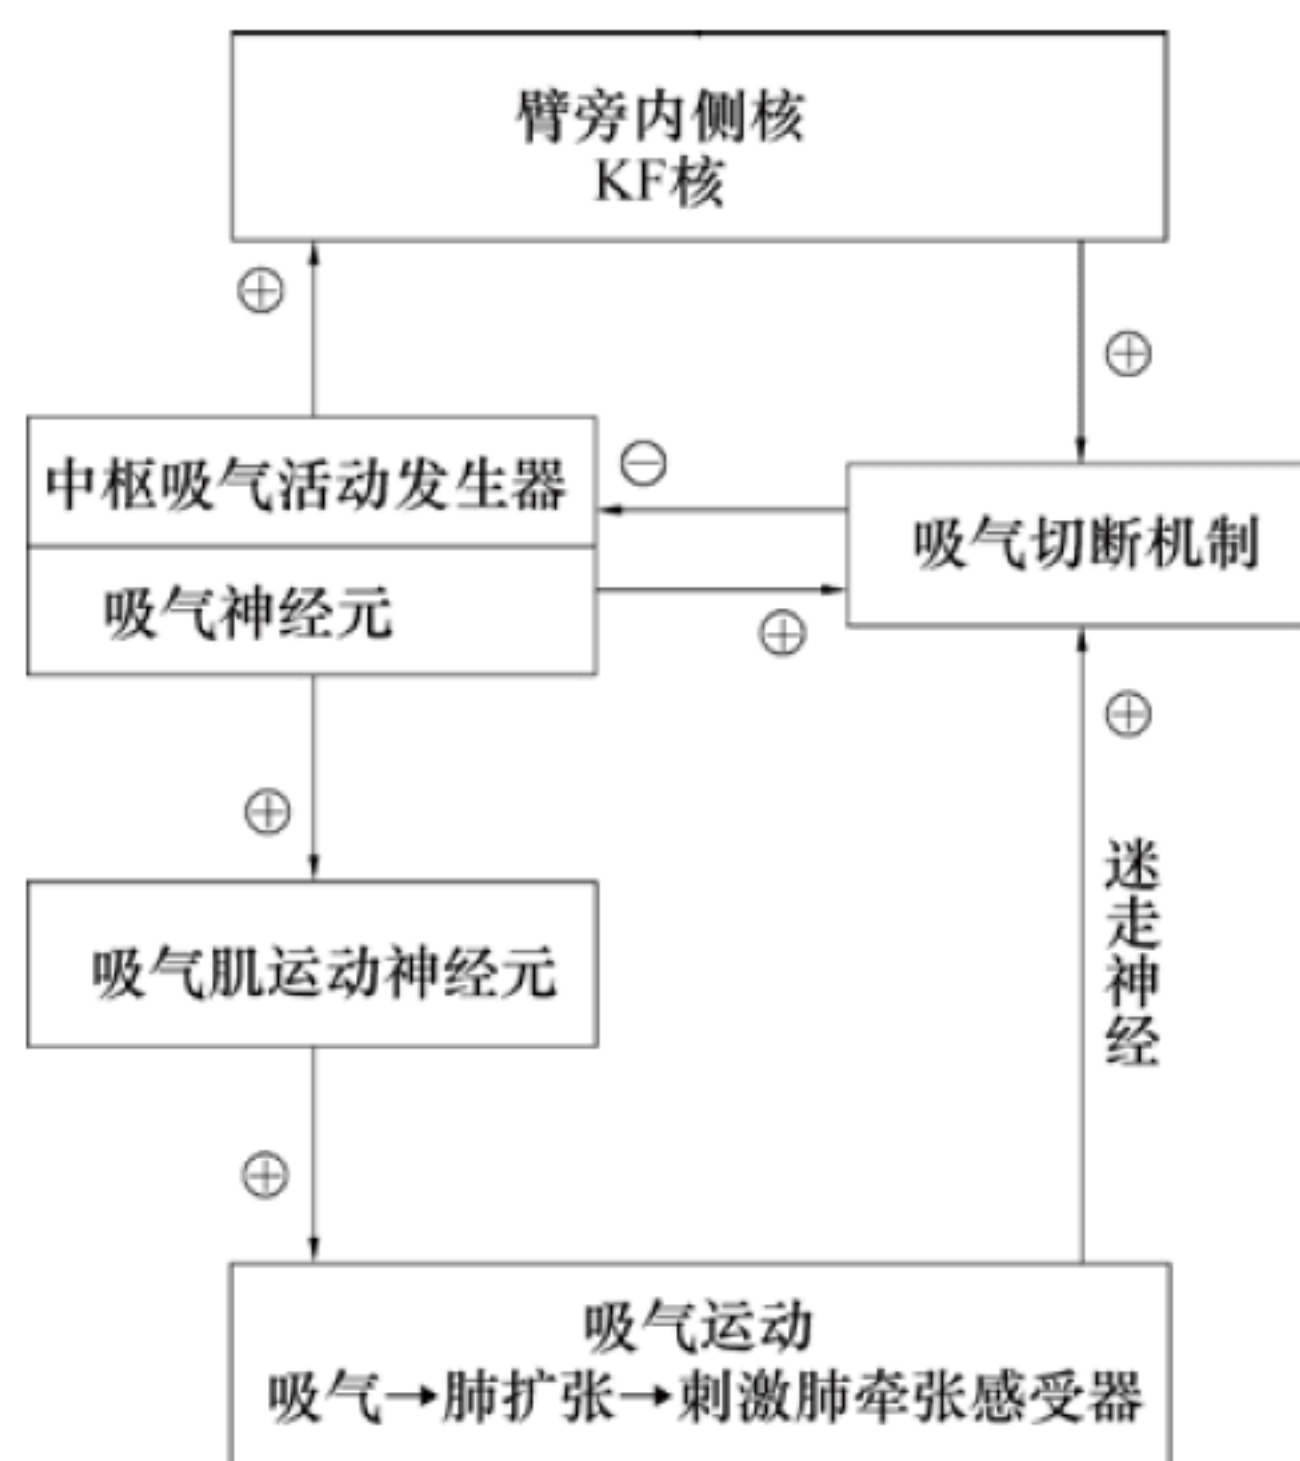 臂旁内侧核
KF核
中枢吸气活动发生器
吸气切断机制
吸气神经元
迷走神经
吸气肌运动神经元
吸气运动
吸气→肺扩张→刺激肺牵张感受器